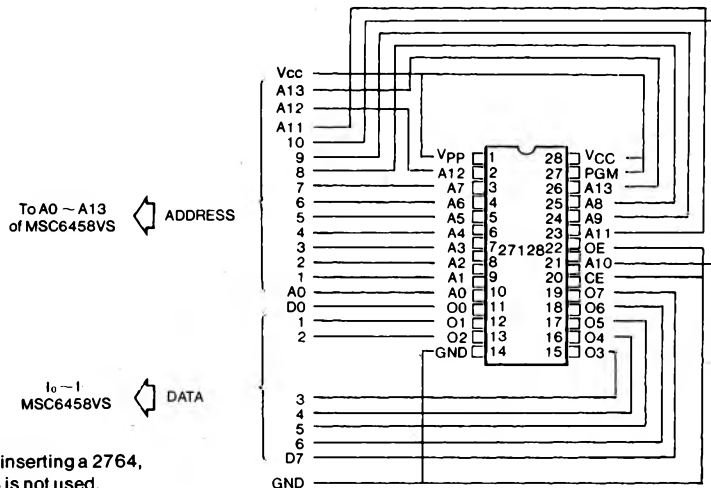 Vcc
A13
A12
A11
10
9
8
7
6
5
4
3
2
1
A0
D0
1
2
3
4
5
6
D7
GND
To A0 ~ A13
of MSC6458VS
ADDRESS
I₀ ~ I
MSC6458VS
DATA
VPP 1 28 VCC
A12 2 27 PGM
A7 3 26 A13
A6 4 25 A8
A5 5 24 A9
A4 6 23 A11
A3 7 27128 22 OE
A2 8 21 A10
A1 9 20 CE
A0 10 19 O7
O0 11 18 O6
O1 12 17 O5
O2 13 16 O4
GND 14 15 O3
inserting a 2764,
is not used.